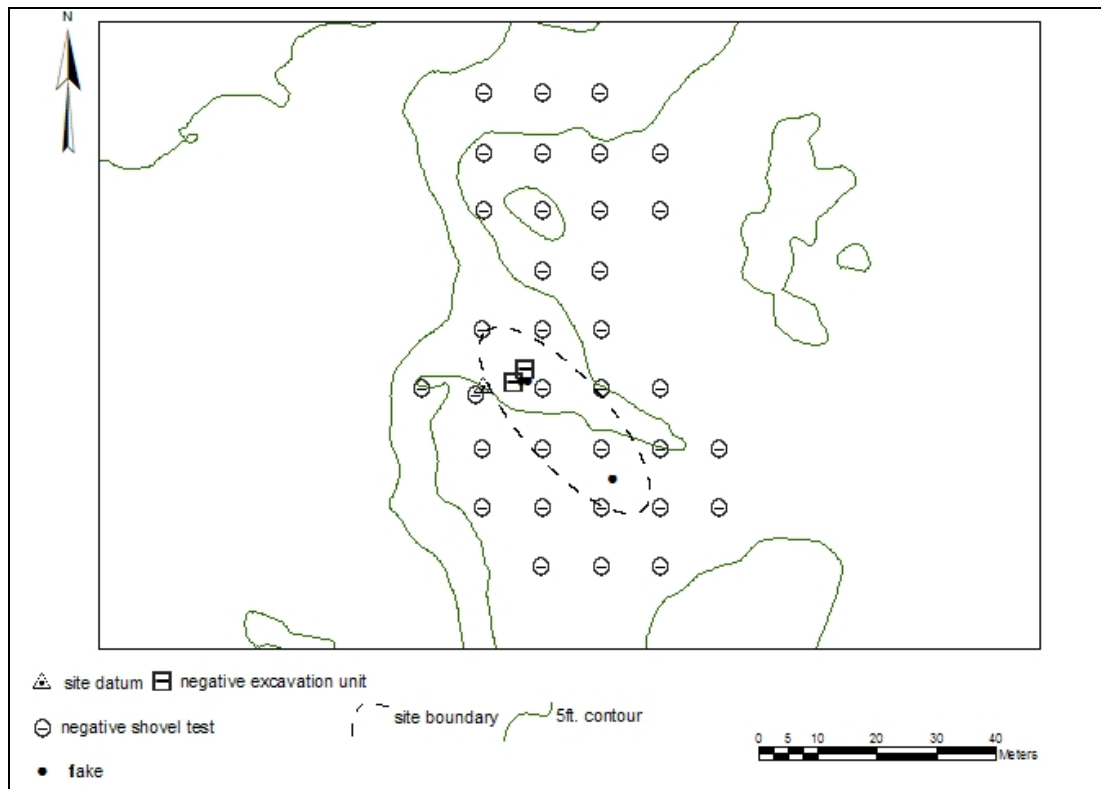 N
site datum negative excavation unit
negative shovel test site boundary 5ft. contour
fake
0 5 10 20 30 40
Meters